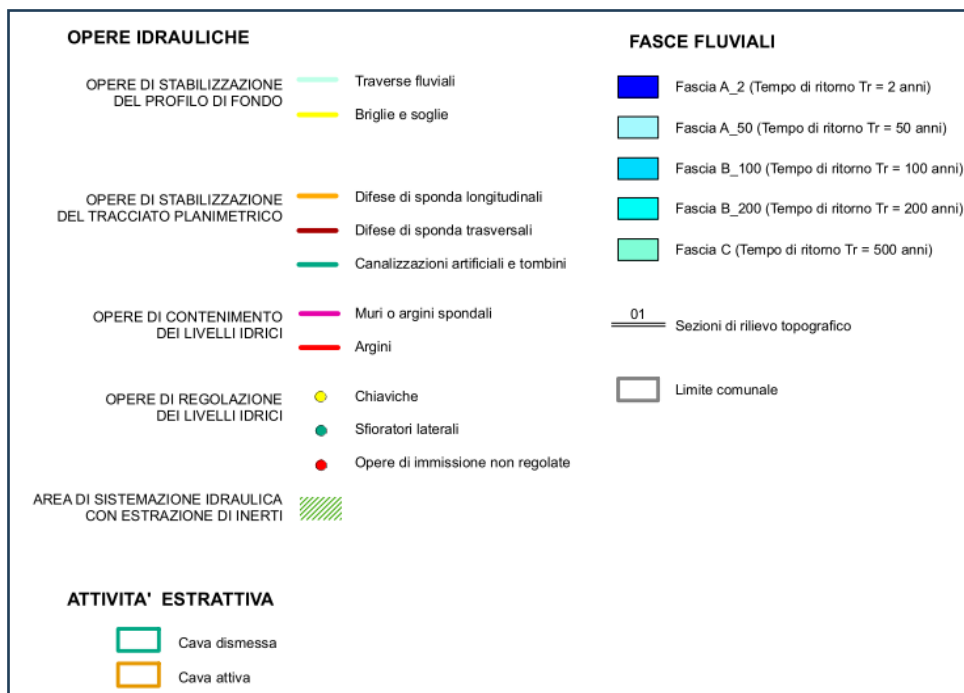 OPERE IDRAULICHE
OPERE DI STABILIZZAZIONE
DEL PROFILO DI FONDO
Traverse fluviali
Briglie e soglie
OPERE DI STABILIZZAZIONE
DEL TRACCIATO PLANIMETRICO
Difese di sponda longitudinali
Difese di sponda trasversali
Canalizzazioni artificiali e tombini
OPERE DI CONTENIMENTO
DEI LIVELLI IDRICI
Muri o argini spondali
Argini
OPERE DI REGOLAZIONE
DEI LIVELLI IDRICI
Chiaviche
Sfioratori laterali
Opere di immissione non regolate
AREA DI SISTEMAZIONE IDRAULICA
CON ESTRAZIONE DI INERTI
ATTIVITA' ESTRATTIVA
Cava dismessa
Cava attiva
FASCE FLUVIALI
Fascia A_2 (Tempo di ritorno Tr = 2 anni)
Fascia A_50 (Tempo di ritorno Tr = 50 anni)
Fascia B_100 (Tempo di ritorno Tr = 100 anni)
Fascia B_200 (Tempo di ritorno Tr = 200 anni)
Fascia C (Tempo di ritorno Tr = 500 anni)
01
Sezioni di rilievo topografico
Limite comunale